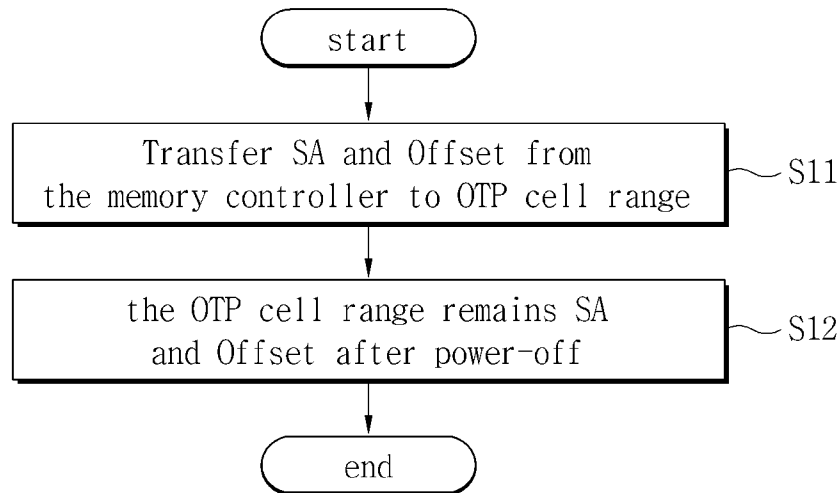 start
Transfer SA and Offset from
the memory controller to OTP cell range
S11
the OTP cell range remains SA
and Offset after power-off
S12
end